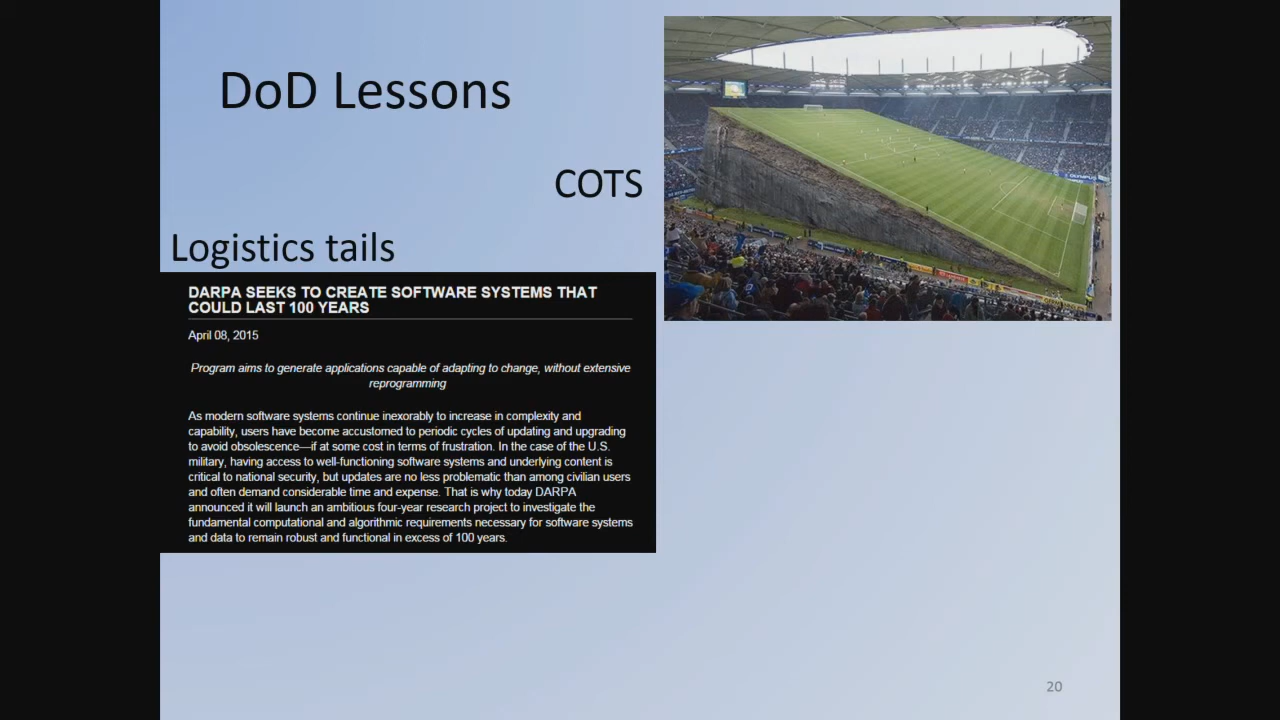 DoD Lessons
COTS
Logistics tails
DARPA SEEKS TO CREATE SOFTWARE SYSTEMS THAT
COULD LAST 100 YEARS
April 08, 2015
Program aims to generate applications capable of adapting to change, without extensive
reprogramming
As modern software systems continue inexorably to increase in complexity and
capability, users have become accustomed to periodic cycles of updating and upgrading
to avoid obsolescence—if at some cost in terms of frustration. In the case of the U.S.
military, having access to well-functioning software systems and underlying content is
critical to national security, but updates are no less problematic than among civilian users
and often demand considerable time and expense. That is why today DARPA
announced it will launch an ambitious four-year research project to investigate the
fundamental computational and algorithmic requirements necessary for software systems
and data to remain robust and functional in excess of 100 years.
20